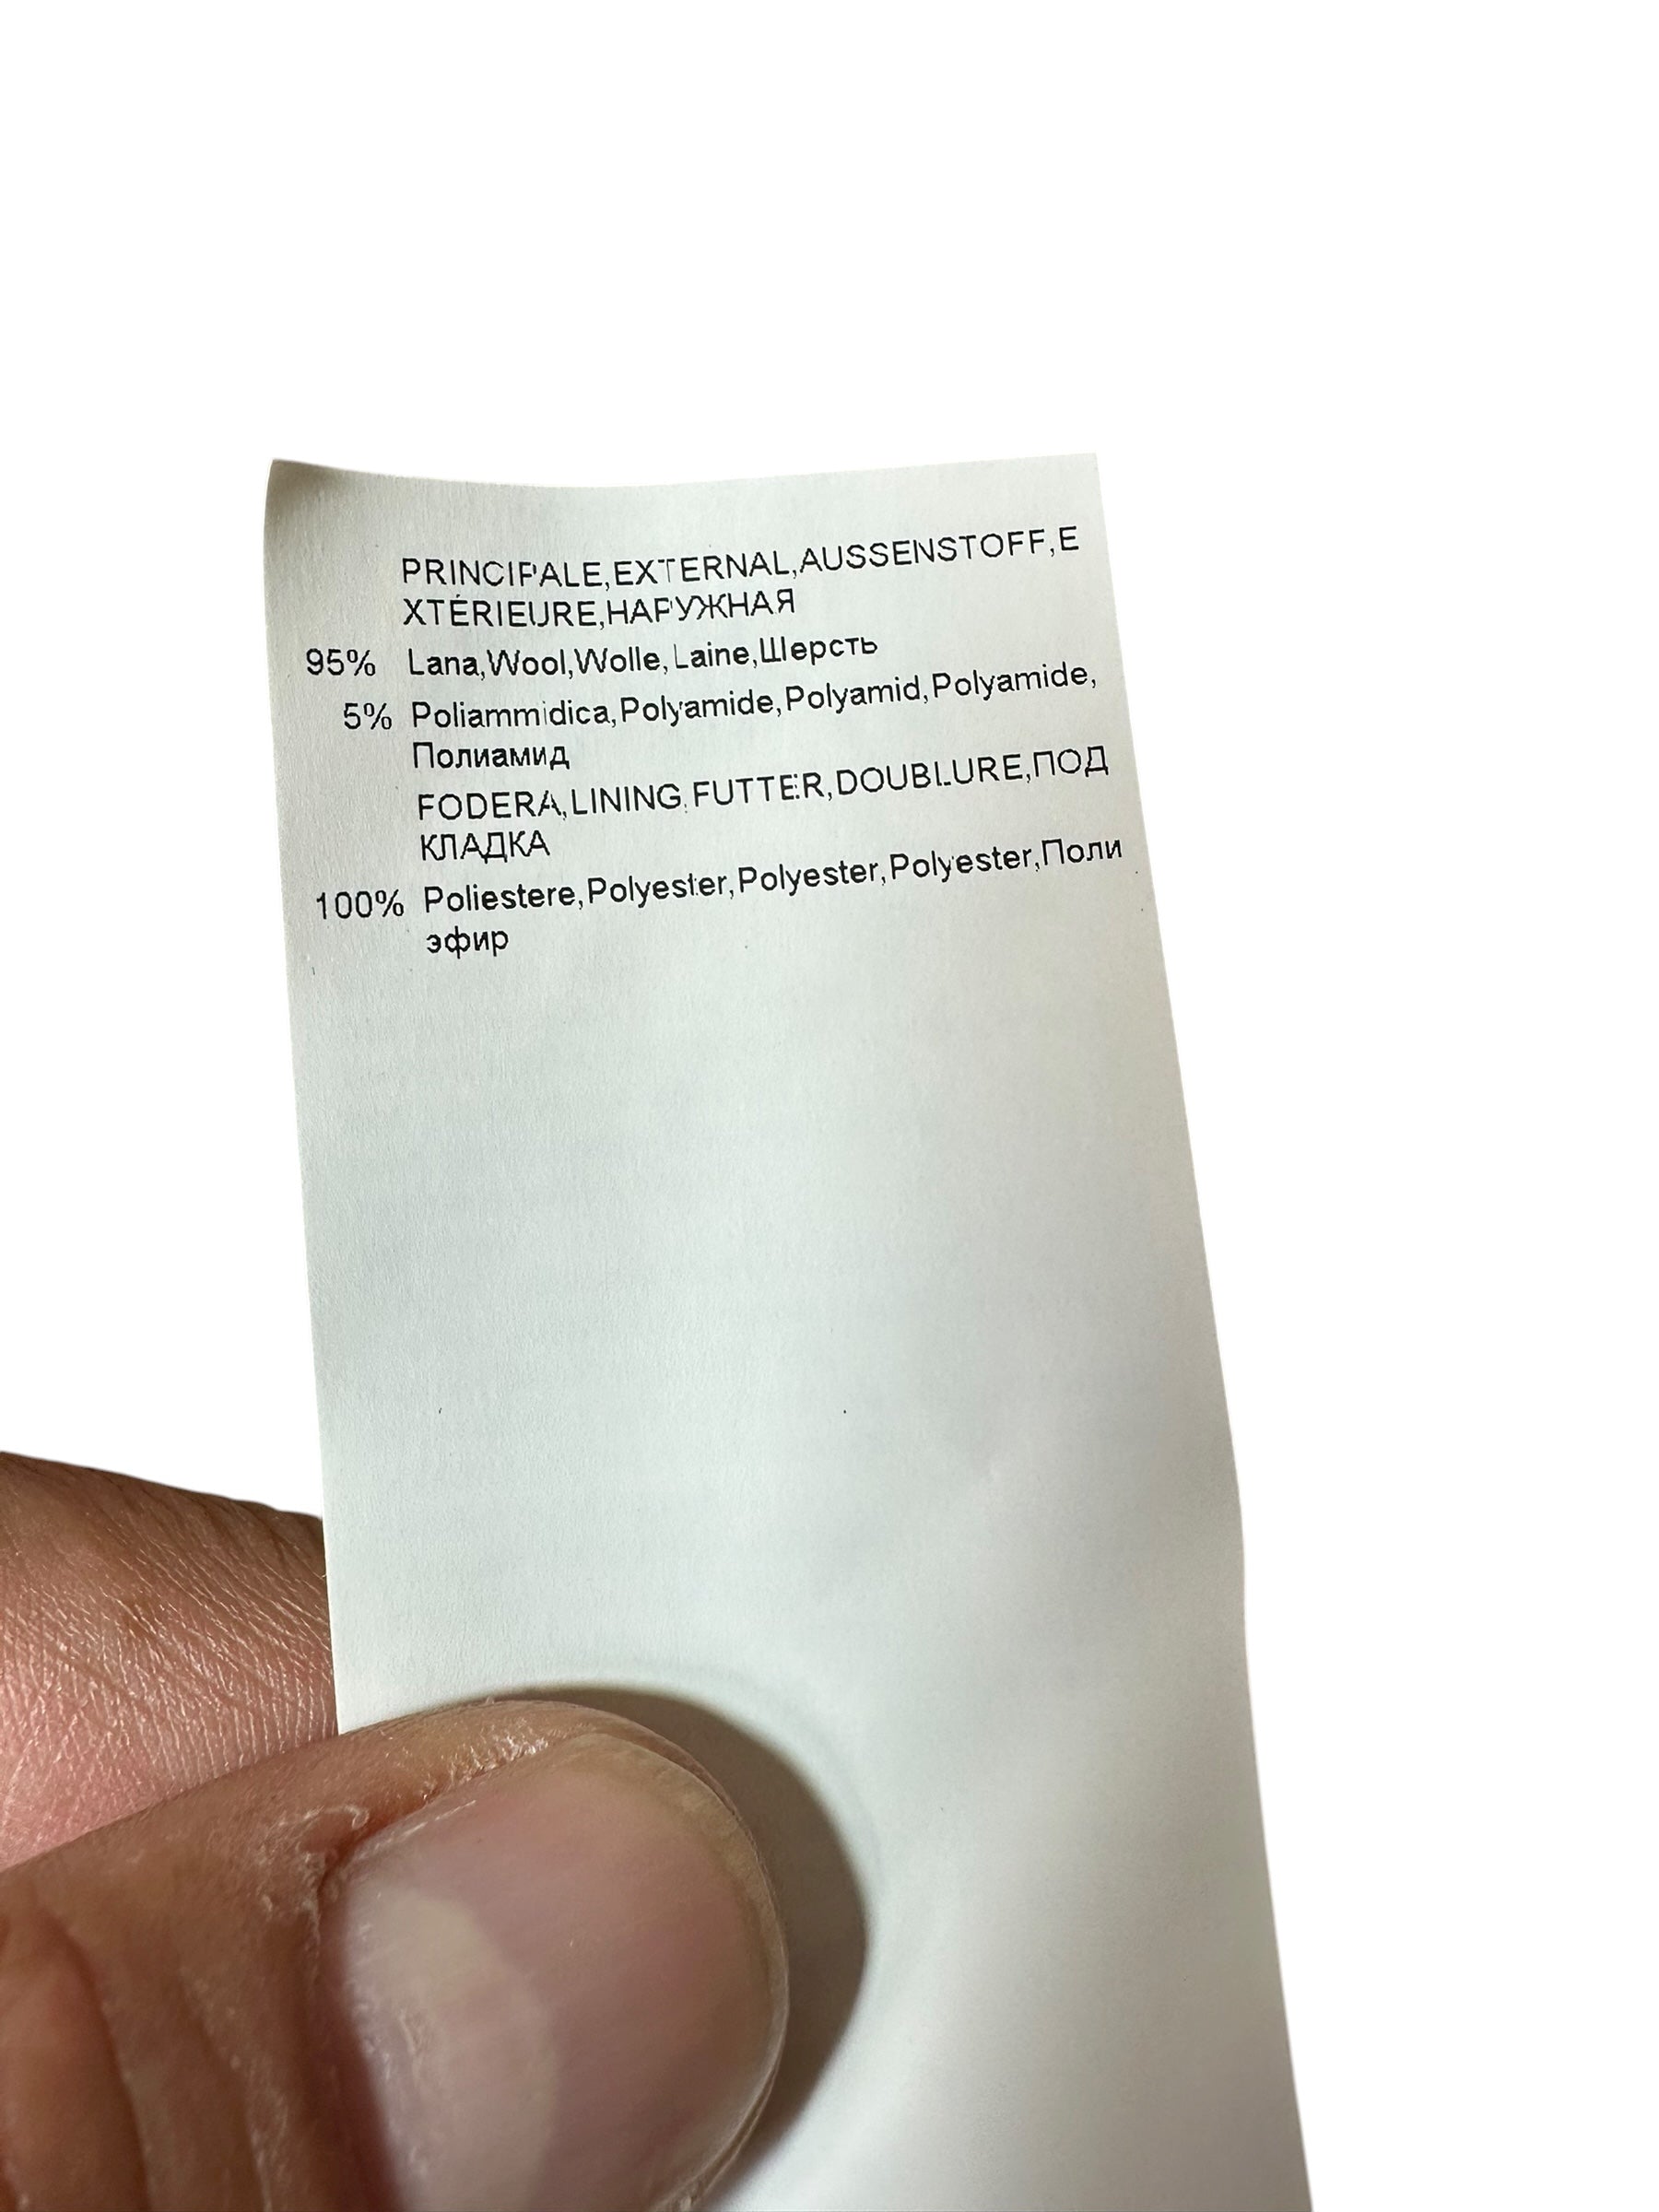 PRINCIPALE,EXTERNAL,AUSSENSTOFF,E
XTÉRIEURE,НАРУЖНАЯ
95% Lana,Wool,Wolle,Laine,Шерсть
5% Poliammidica,Polyamide,Polyamid,Polyamide,
Полиамид
FODERA,LINING,FUTTER,DOUBLURE,ПОД
КЛАДКА
100% Poliestere,Polyester,Polyester,Polyester,Поли
эфир